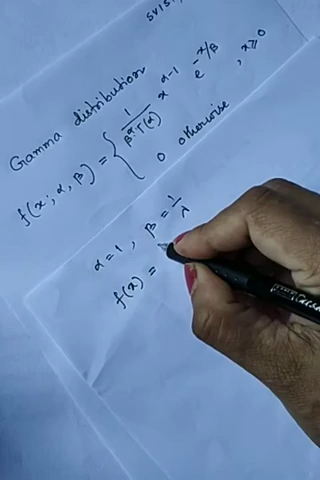 Gamma distribution
f(x; α, β) = { 1/(β^α Γ(α)) x^(α-1) e^(-x/β) , x ≥ 0
0 otherwise
α = 1 , β = 1/λ
f(x) =